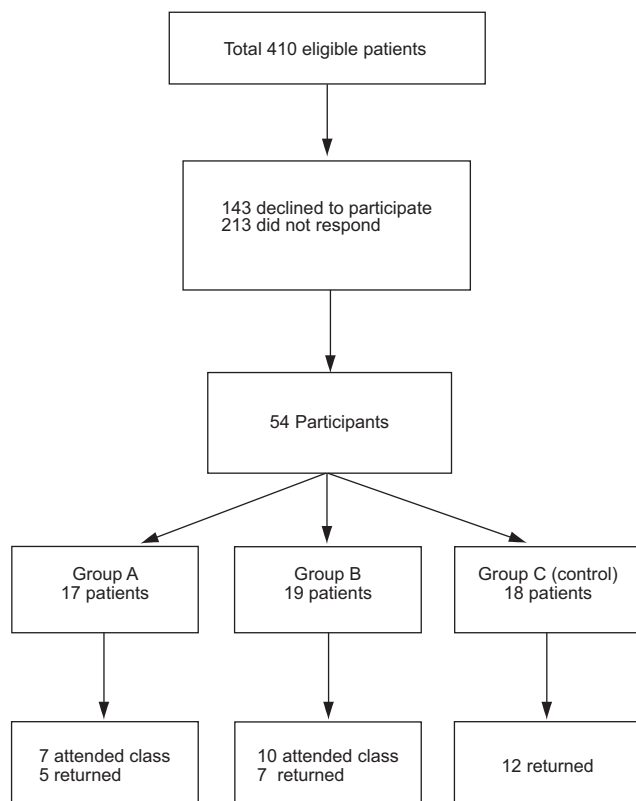 Total 410 eligible patients
143 declined to participate
213 did not respond
54 Participants
Group A
17 patients
Group B
19 patients
Group C (control)
18 patients
7 attended class
5 returned
10 attended class
7 returned
12 returned